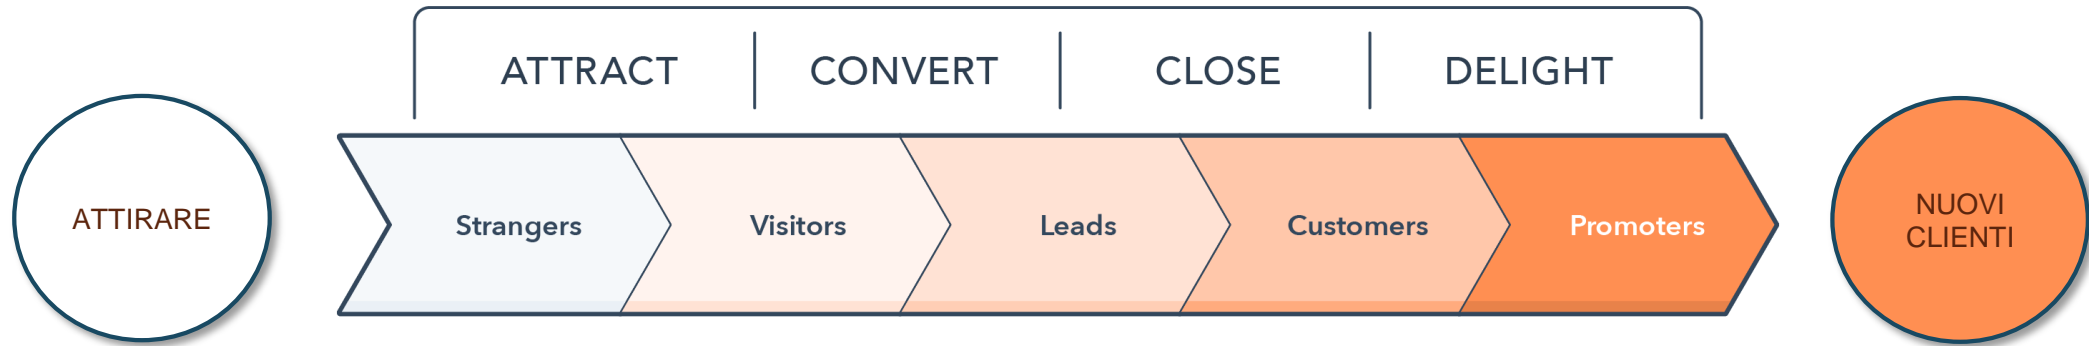 ATTRACT
CONVERT
CLOSE
DELIGHT
ATTIRARE
Strangers
Visitors
Leads
Customers
Promoters
NUOVI
CLIENTI